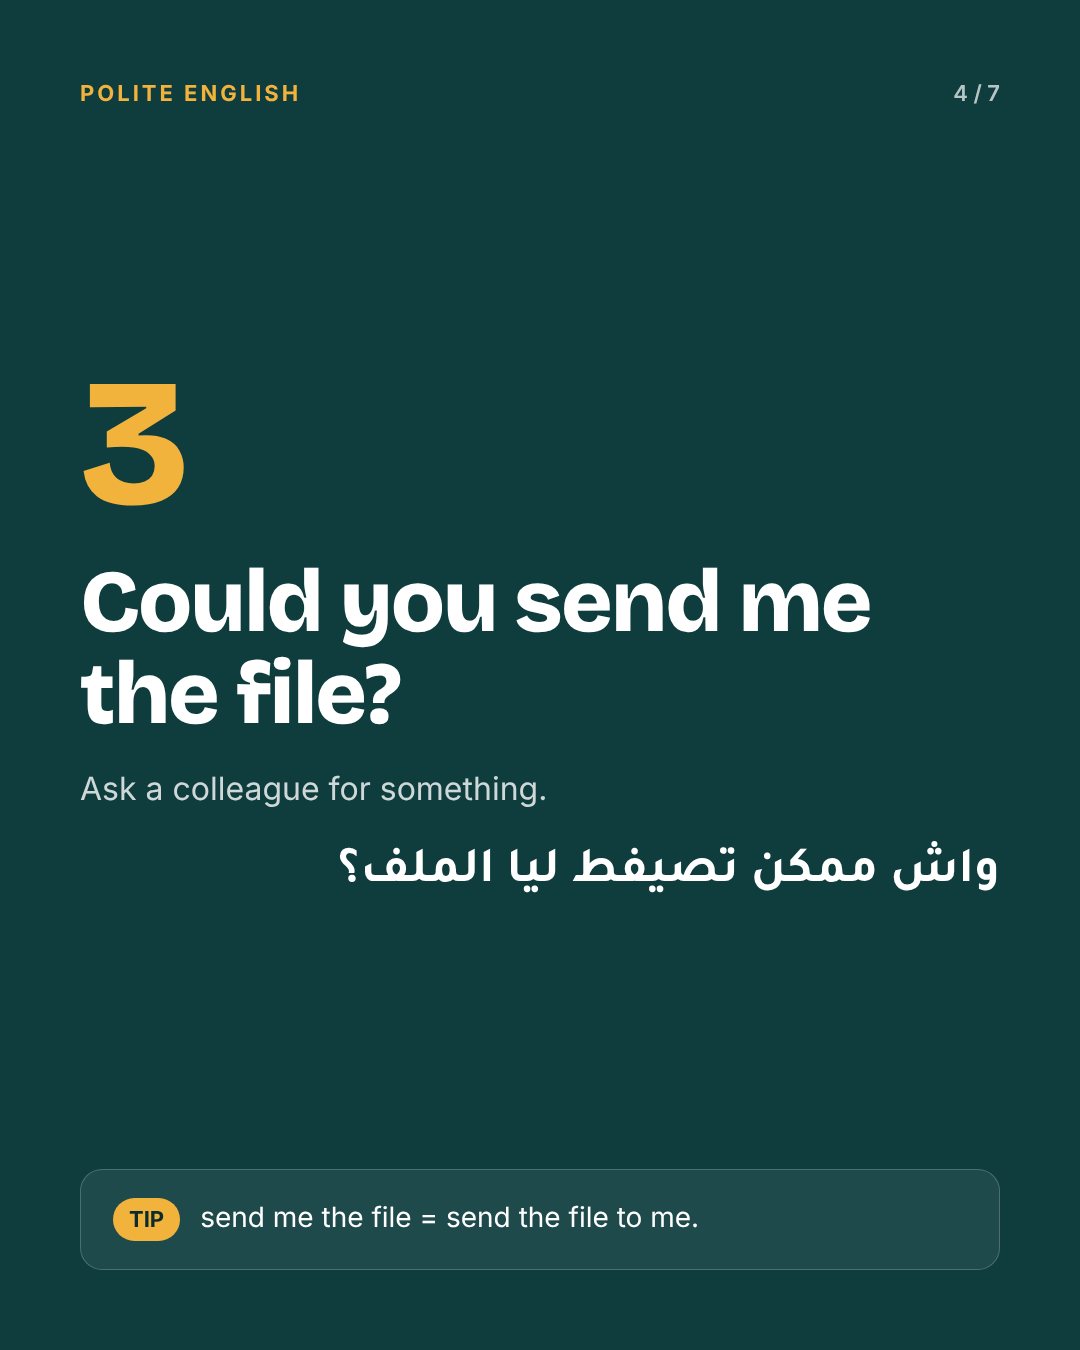 POLITE ENGLISH
4 / 7
3
Could you send me
the file?
Ask a colleague for something.
واش ممكن تصيفط ليا الملف؟
TIP send me the file = send the file to me.